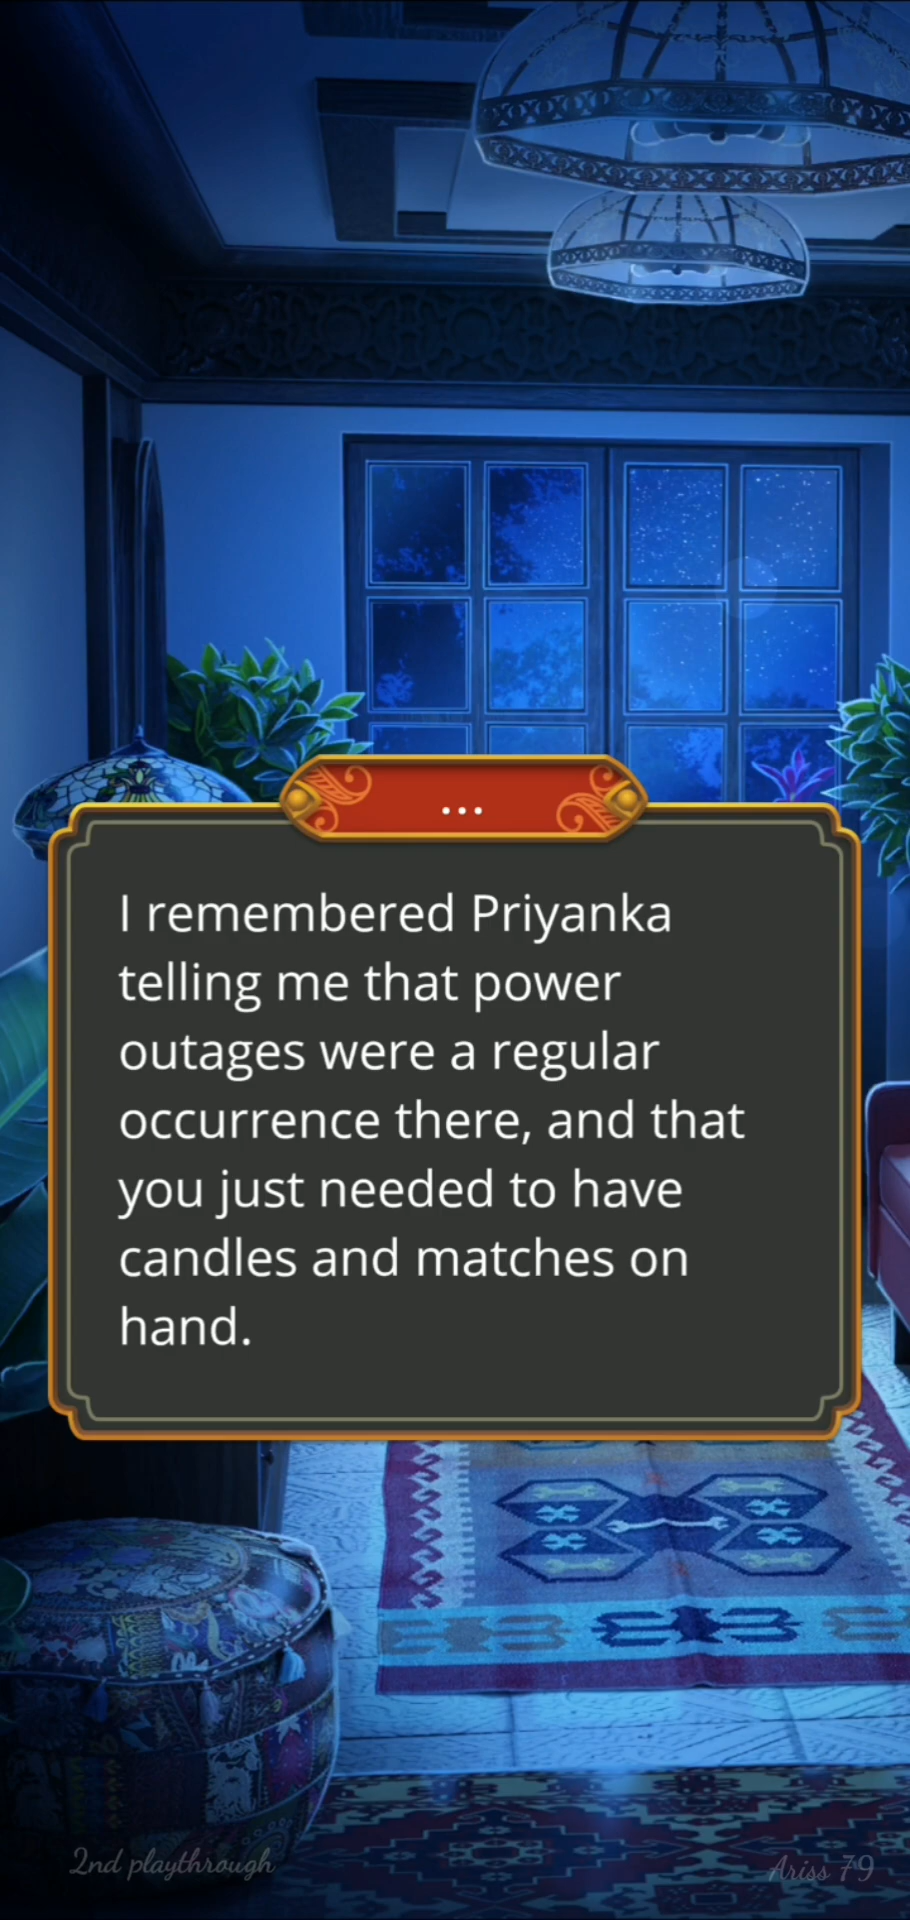 ...
I remembered Priyanka
telling me that power
outages were a regular
occurrence there, and that
you just needed to have
candles and matches on
hand.
2nd playthrough
Ariss 79